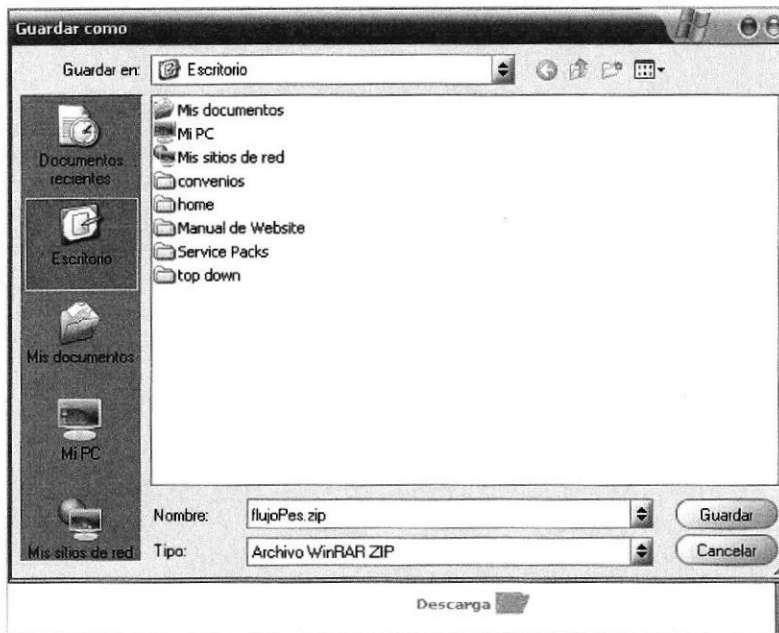 Guardar como
Guardar en: Escritorio
Mis documentos
Mi PC
Mis sitios de red
convenios
home
Manual de Website
Service Packs
top down
Documentos
recientes
Escritorio
Mis documentos
Mi PC
Mis sitios de red
Nombre: flujoPes.zip Guardar
Tipo: Archivo WinRAR ZIP Cancelar
Descarga